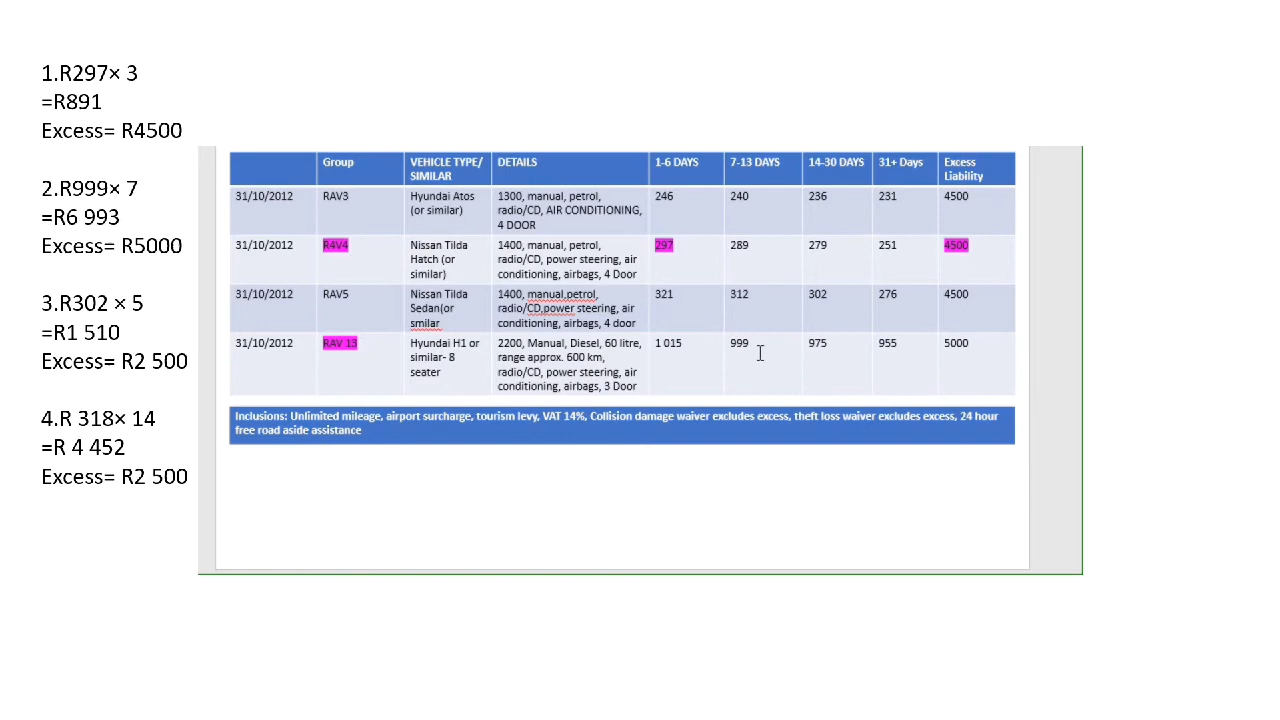 1.R297× 3
=R891
Excess= R4500
2.R999× 7
=R6 993
Excess= R5000
3.R302 × 5
=R1 510
Excess= R2 500
4.R 318× 14
=R 4 452
Excess= R2 500
Group VEHICLE TYPE/ DETAILS 1-6 DAYS 7-13 DAYS 14-30 DAYS 31+ Days Excess
SIMILAR Liability
31/10/2012 RAV3 Hyundai Atos 1300, manual, petrol, 246 240 236 231 4500
(or similar) radio/CD, AIR CONDITIONING,
4 DOOR
31/10/2012 R4V4 Nissan Tilda 1400, manual, petrol, 297 289 279 251 4500
Hatch (or radio/CD, power steering, air
similar) conditioning, airbags, 4 Door
31/10/2012 RAV5 Nissan Tilda 1400, manual,petrol, 321 312 302 276 4500
Sedan(or radio/CD,power steering, air
smilar conditioning, airbags, 4 door
31/10/2012 RAV 13 Hyundai H1 or 2200, Manual, Diesel, 60 litre, 1 015 999 975 955 5000
similar- 8 range approx. 600 km,
seater radio/CD, power steering, air
conditioning, airbags, 3 Door
Inclusions: Unlimited mileage, airport surcharge, tourism levy, VAT 14%, Collision damage waiver excludes excess, theft loss waiver excludes excess, 24 hour
free road aside assistance